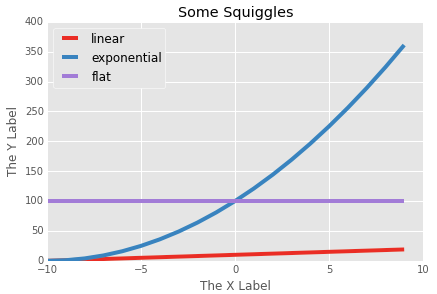 Some Squiggles
400
350
300
250
200
150
100
50
0
The Y Label
linear
exponential
flat
−10
−5
0
5
10
The X Label